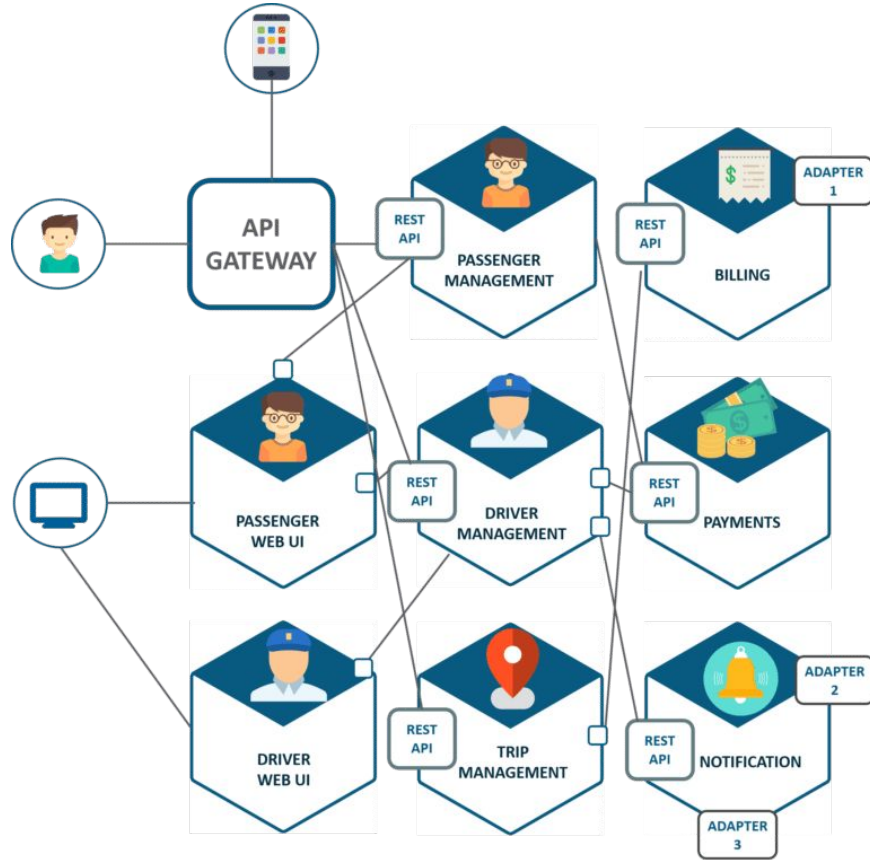 API
GATEWAY
REST
API
PASSENGER
MANAGEMENT
REST
API
BILLING
ADAPTER
1
PASSENGER
WEB UI
REST
API
DRIVER
MANAGEMENT
REST
API
PAYMENTS
DRIVER
WEB UI
REST
API
TRIP
MANAGEMENT
REST
API
NOTIFICATION
ADAPTER
2
ADAPTER
3